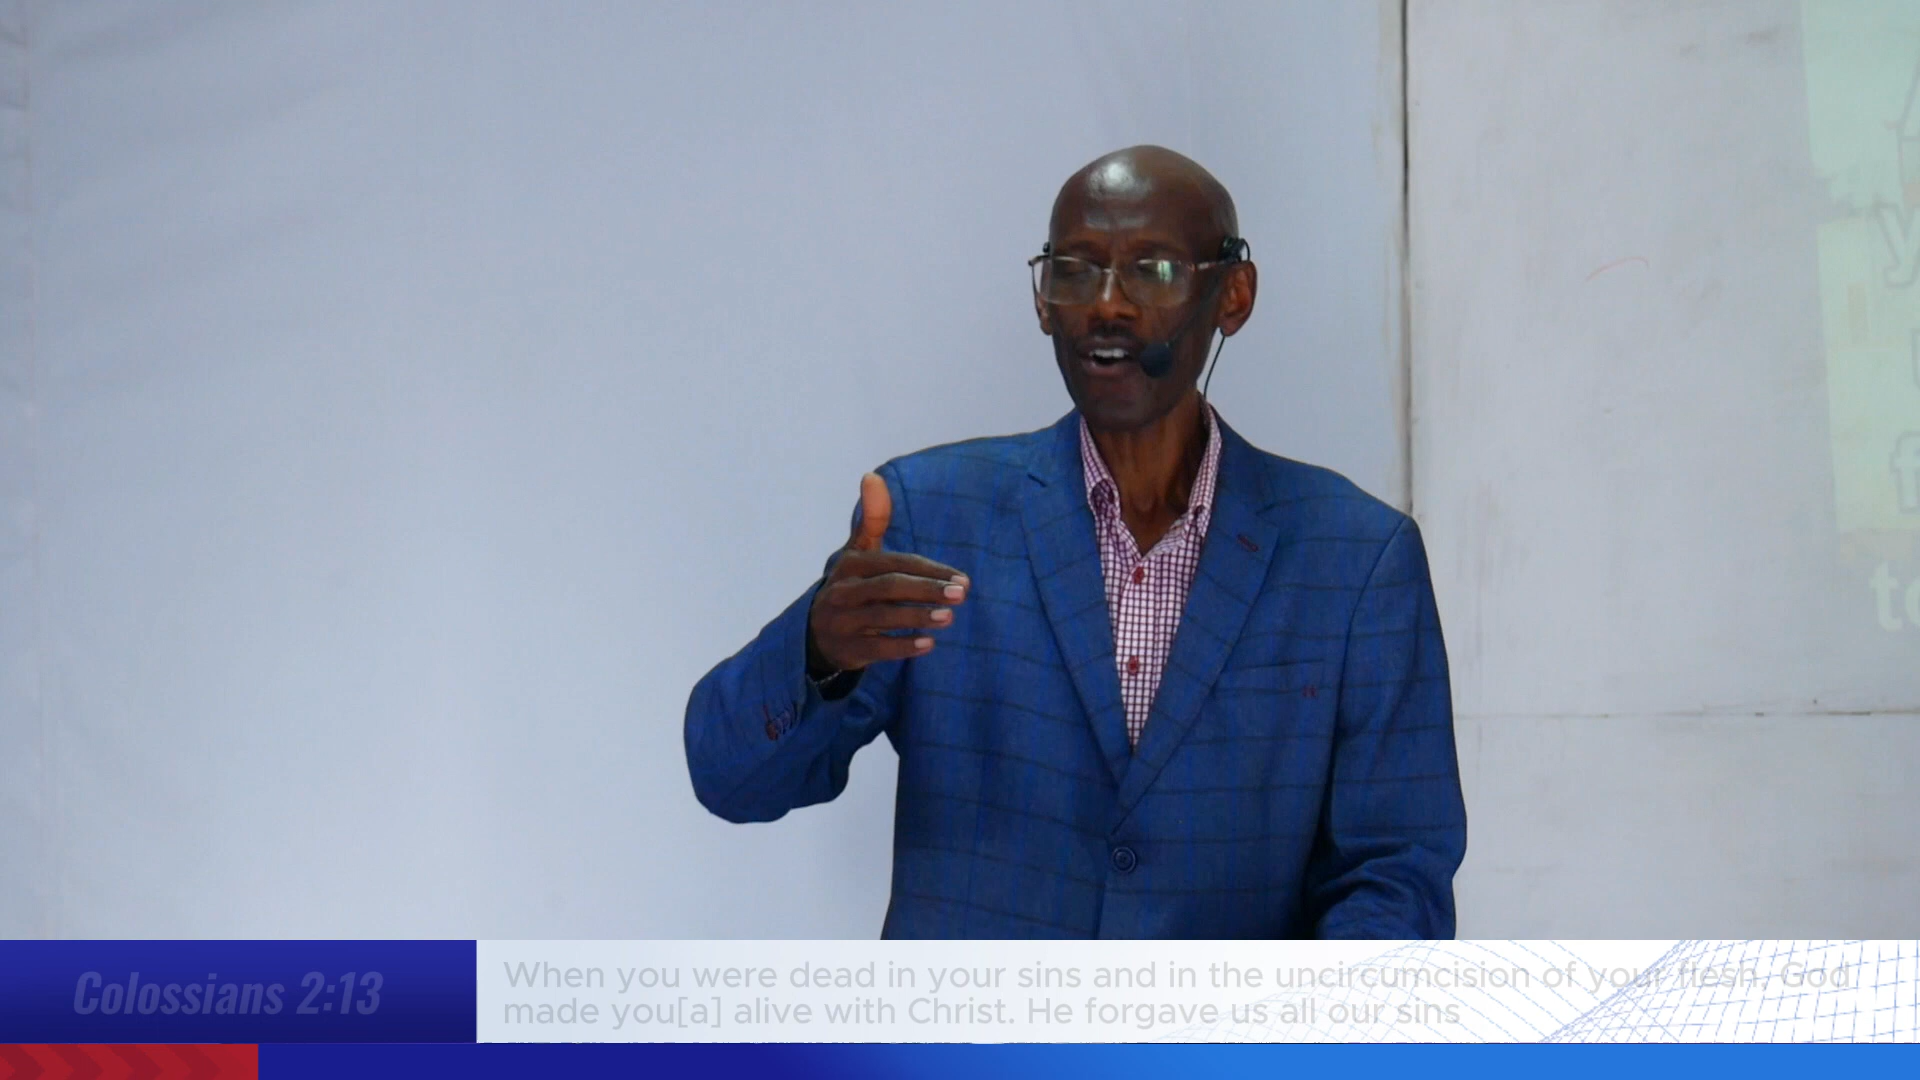 Colossians 2:13
When you were dead in your sins and in the uncircumcision of your flesh, God
made you[a] alive with Christ. He forgave us all our sins